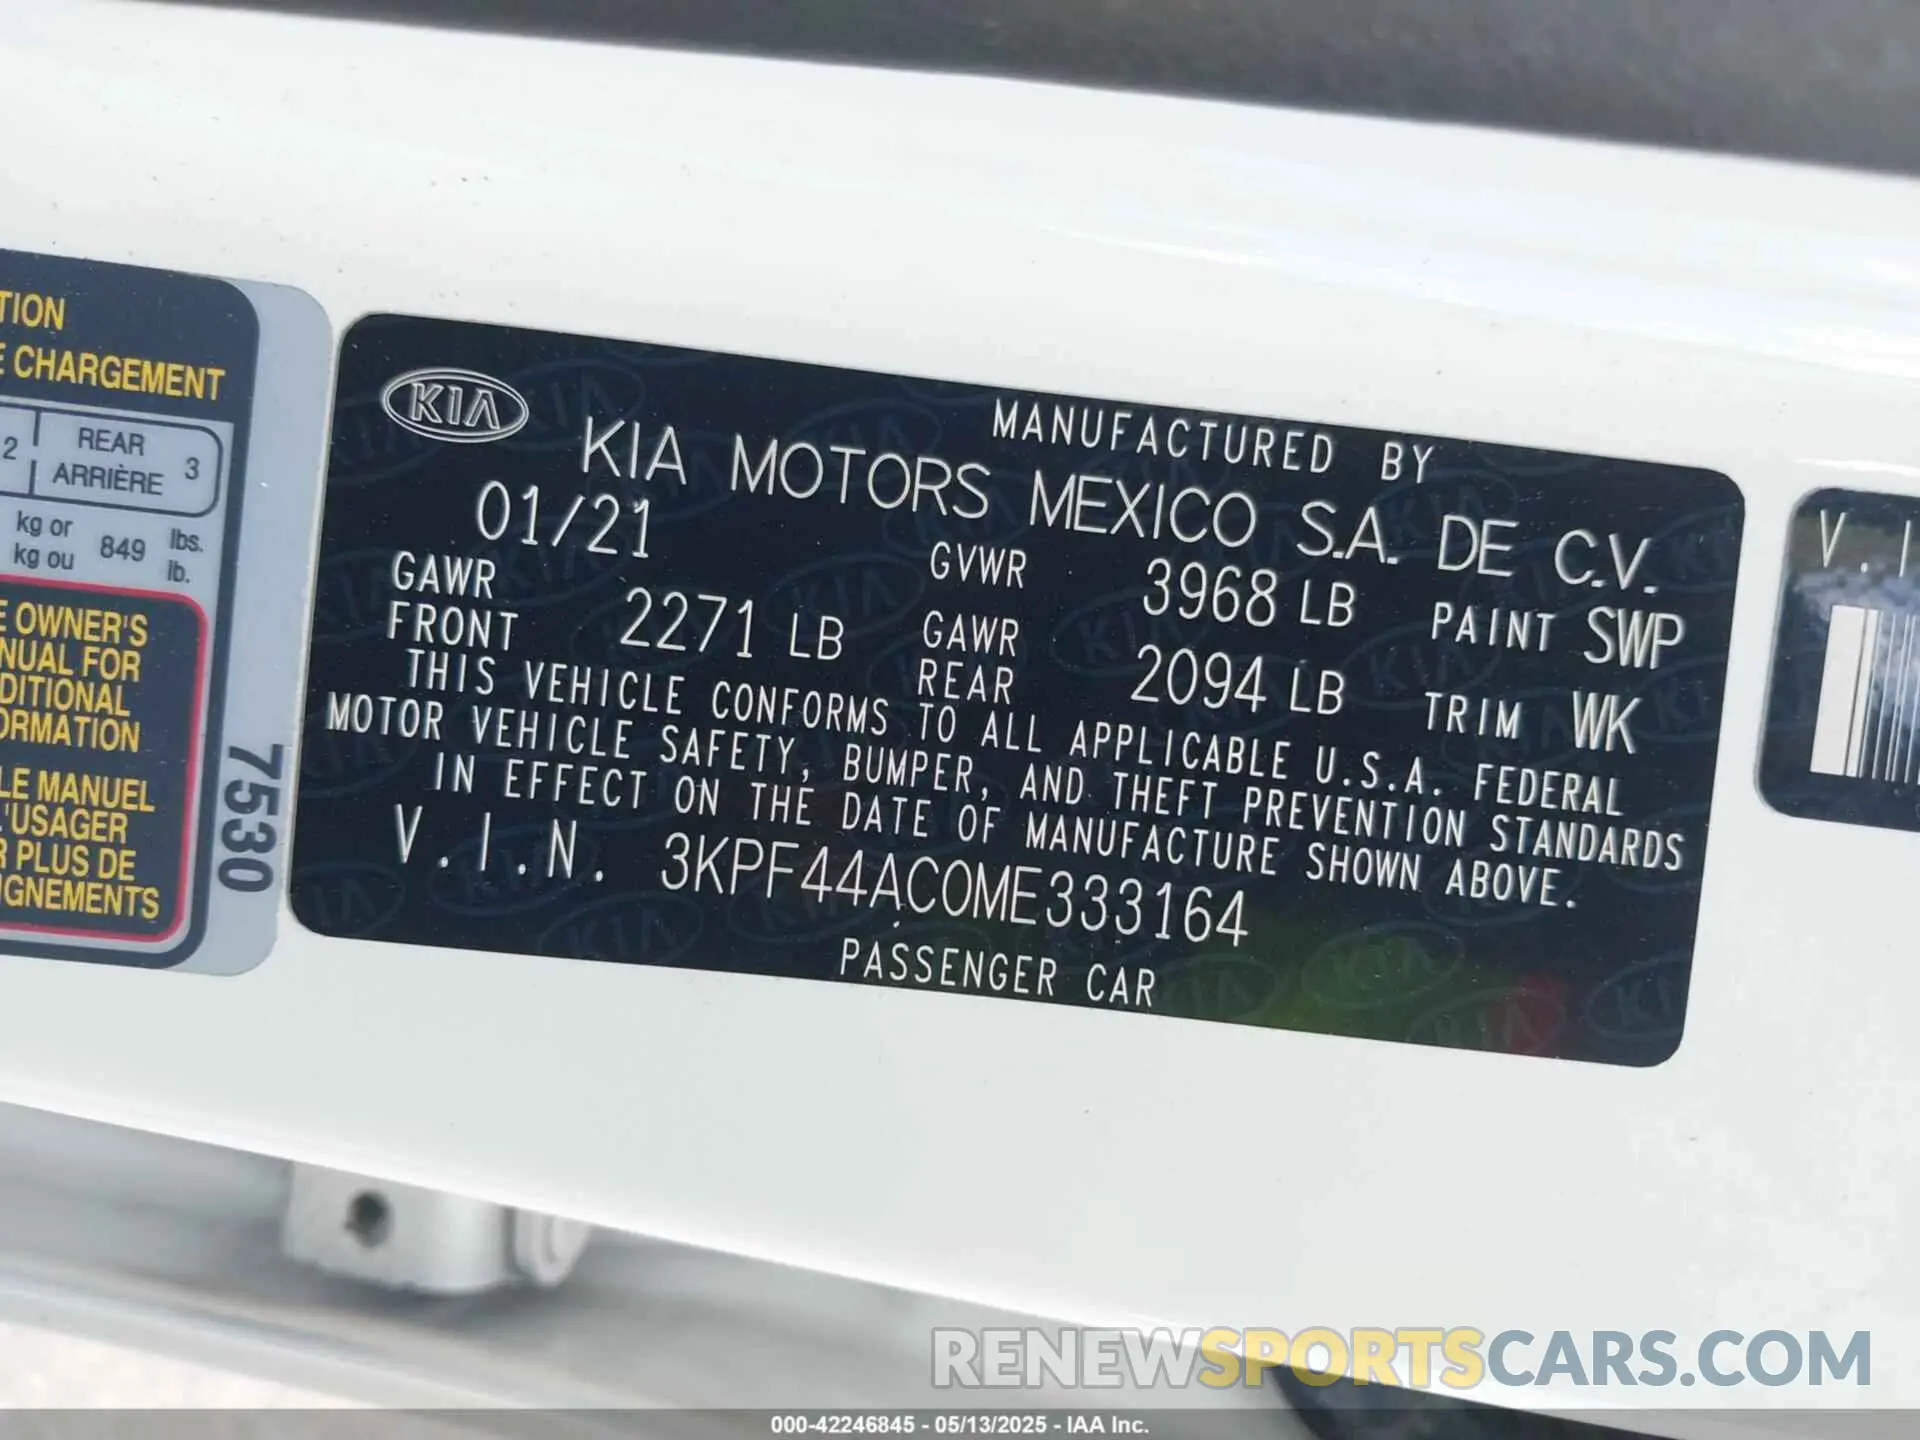 TION
E CHARGEMENT
2 REAR 3
ARRIÈRE
kg or 849 lbs.
kg ou lb.
E OWNER'S
NUAL FOR
DITIONAL
ORMATION
LE MANUEL
L'USAGER
R PLUS DE
IGNEMENTS
7530
KIA
MANUFACTURED BY
KIA MOTORS MEXICO S.A. DE C.V.
01/21
GVWR 3968 LB PAINT SWP
GAWR FRONT 2271 LB GAWR REAR 2094 LB TRIM WK
THIS VEHICLE CONFORMS TO ALL APPLICABLE U.S.A. FEDERAL
MOTOR VEHICLE SAFETY, BUMPER, AND THEFT PREVENTION STANDARDS
IN EFFECT ON THE DATE OF MANUFACTURE SHOWN ABOVE.
V.I.N. 3KPF44AC0ME333164
PASSENGER CAR
V.I
RENEWSPORTSCARS.COM
000-42246845 - 05/13/2025 - IAA Inc.